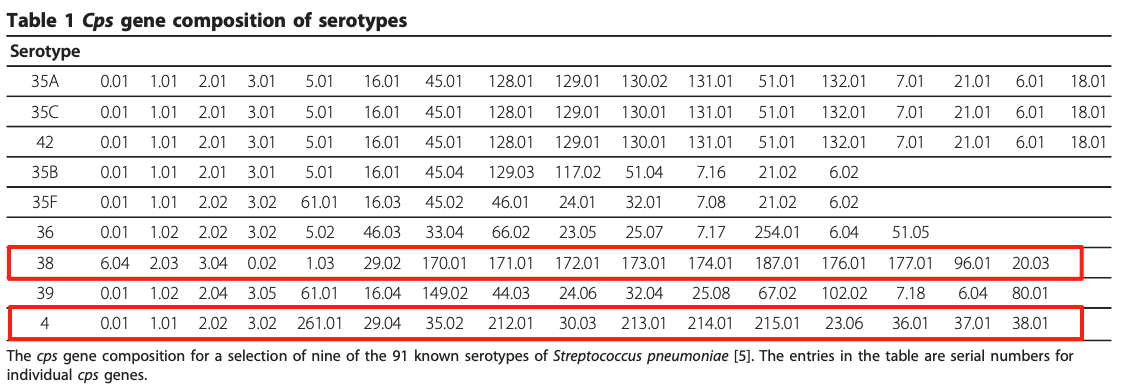 Table 1 Cps gene composition of serotypes
Serotype
35A 0.01 1.01 2.01 3.01 5.01 16.01 45.01 128.01 129.01 130.02 131.01 51.01 132.01 7.01 21.01 6.01 18.01
35C 0.01 1.01 2.01 3.01 5.01 16.01 45.01 128.01 129.01 130.01 131.01 51.01 132.01 7.01 21.01 6.01 18.01
42 0.01 1.01 2.01 3.01 5.01 16.01 45.01 128.01 129.01 130.01 131.01 51.01 132.01 7.01 21.01 6.01 18.01
35B 0.01 1.01 2.01 3.01 5.01 16.01 45.04 129.03 117.02 51.04 7.16 21.02 6.02
35F 0.01 1.01 2.02 3.02 61.01 16.03 45.02 46.01 24.01 32.01 7.08 21.02 6.02
36 0.01 1.02 2.02 3.02 5.02 46.03 33.04 66.02 23.05 25.07 7.17 254.01 6.04 51.05
38 6.04 2.03 3.04 0.02 1.03 29.02 170.01 171.01 172.01 173.01 174.01 187.01 176.01 177.01 96.01 20.03
39 0.01 1.02 2.04 3.05 61.01 16.04 149.02 44.03 24.06 32.04 25.08 67.02 102.02 7.18 6.04 80.01
4 0.01 1.01 2.02 3.02 261.01 29.04 35.02 212.01 30.03 213.01 214.01 215.01 23.06 36.01 37.01 38.01
The cps gene composition for a selection of nine of the 91 known serotypes of Streptococcus pneumoniae [5]. The entries in the table are serial numbers for
individual cps genes.